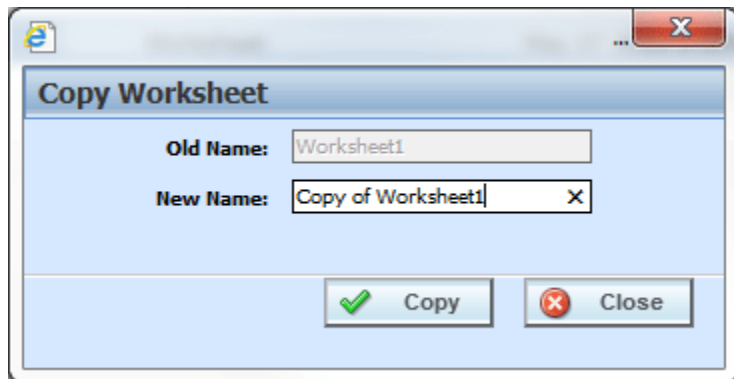 ...
Copy Worksheet
Old Name: Worksheet1
New Name: Copy of Worksheet1
Copy Close